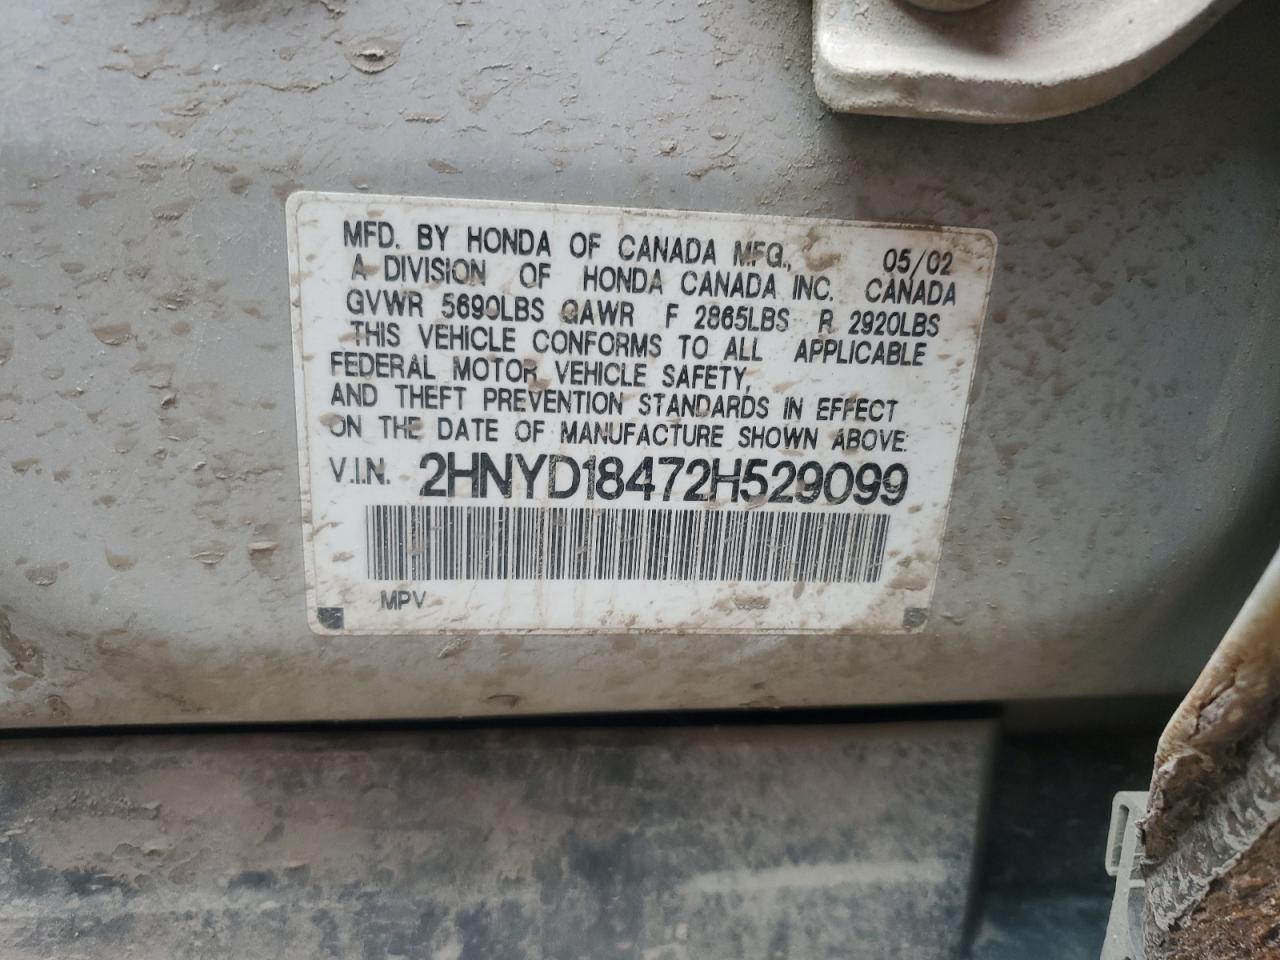 MFD. BY HONDA OF CANADA MFG., 05/02
A DIVISION OF HONDA CANADA INC. CANADA
GVWR 5690LBS GAWR F 2865LBS R 2920LBS
THIS VEHICLE CONFORMS TO ALL APPLICABLE
FEDERAL MOTOR VEHICLE SAFETY,
AND THEFT PREVENTION STANDARDS IN EFFECT
ON THE DATE OF MANUFACTURE SHOWN ABOVE.
V.I.N. 2HNYD18472H529099
MPV